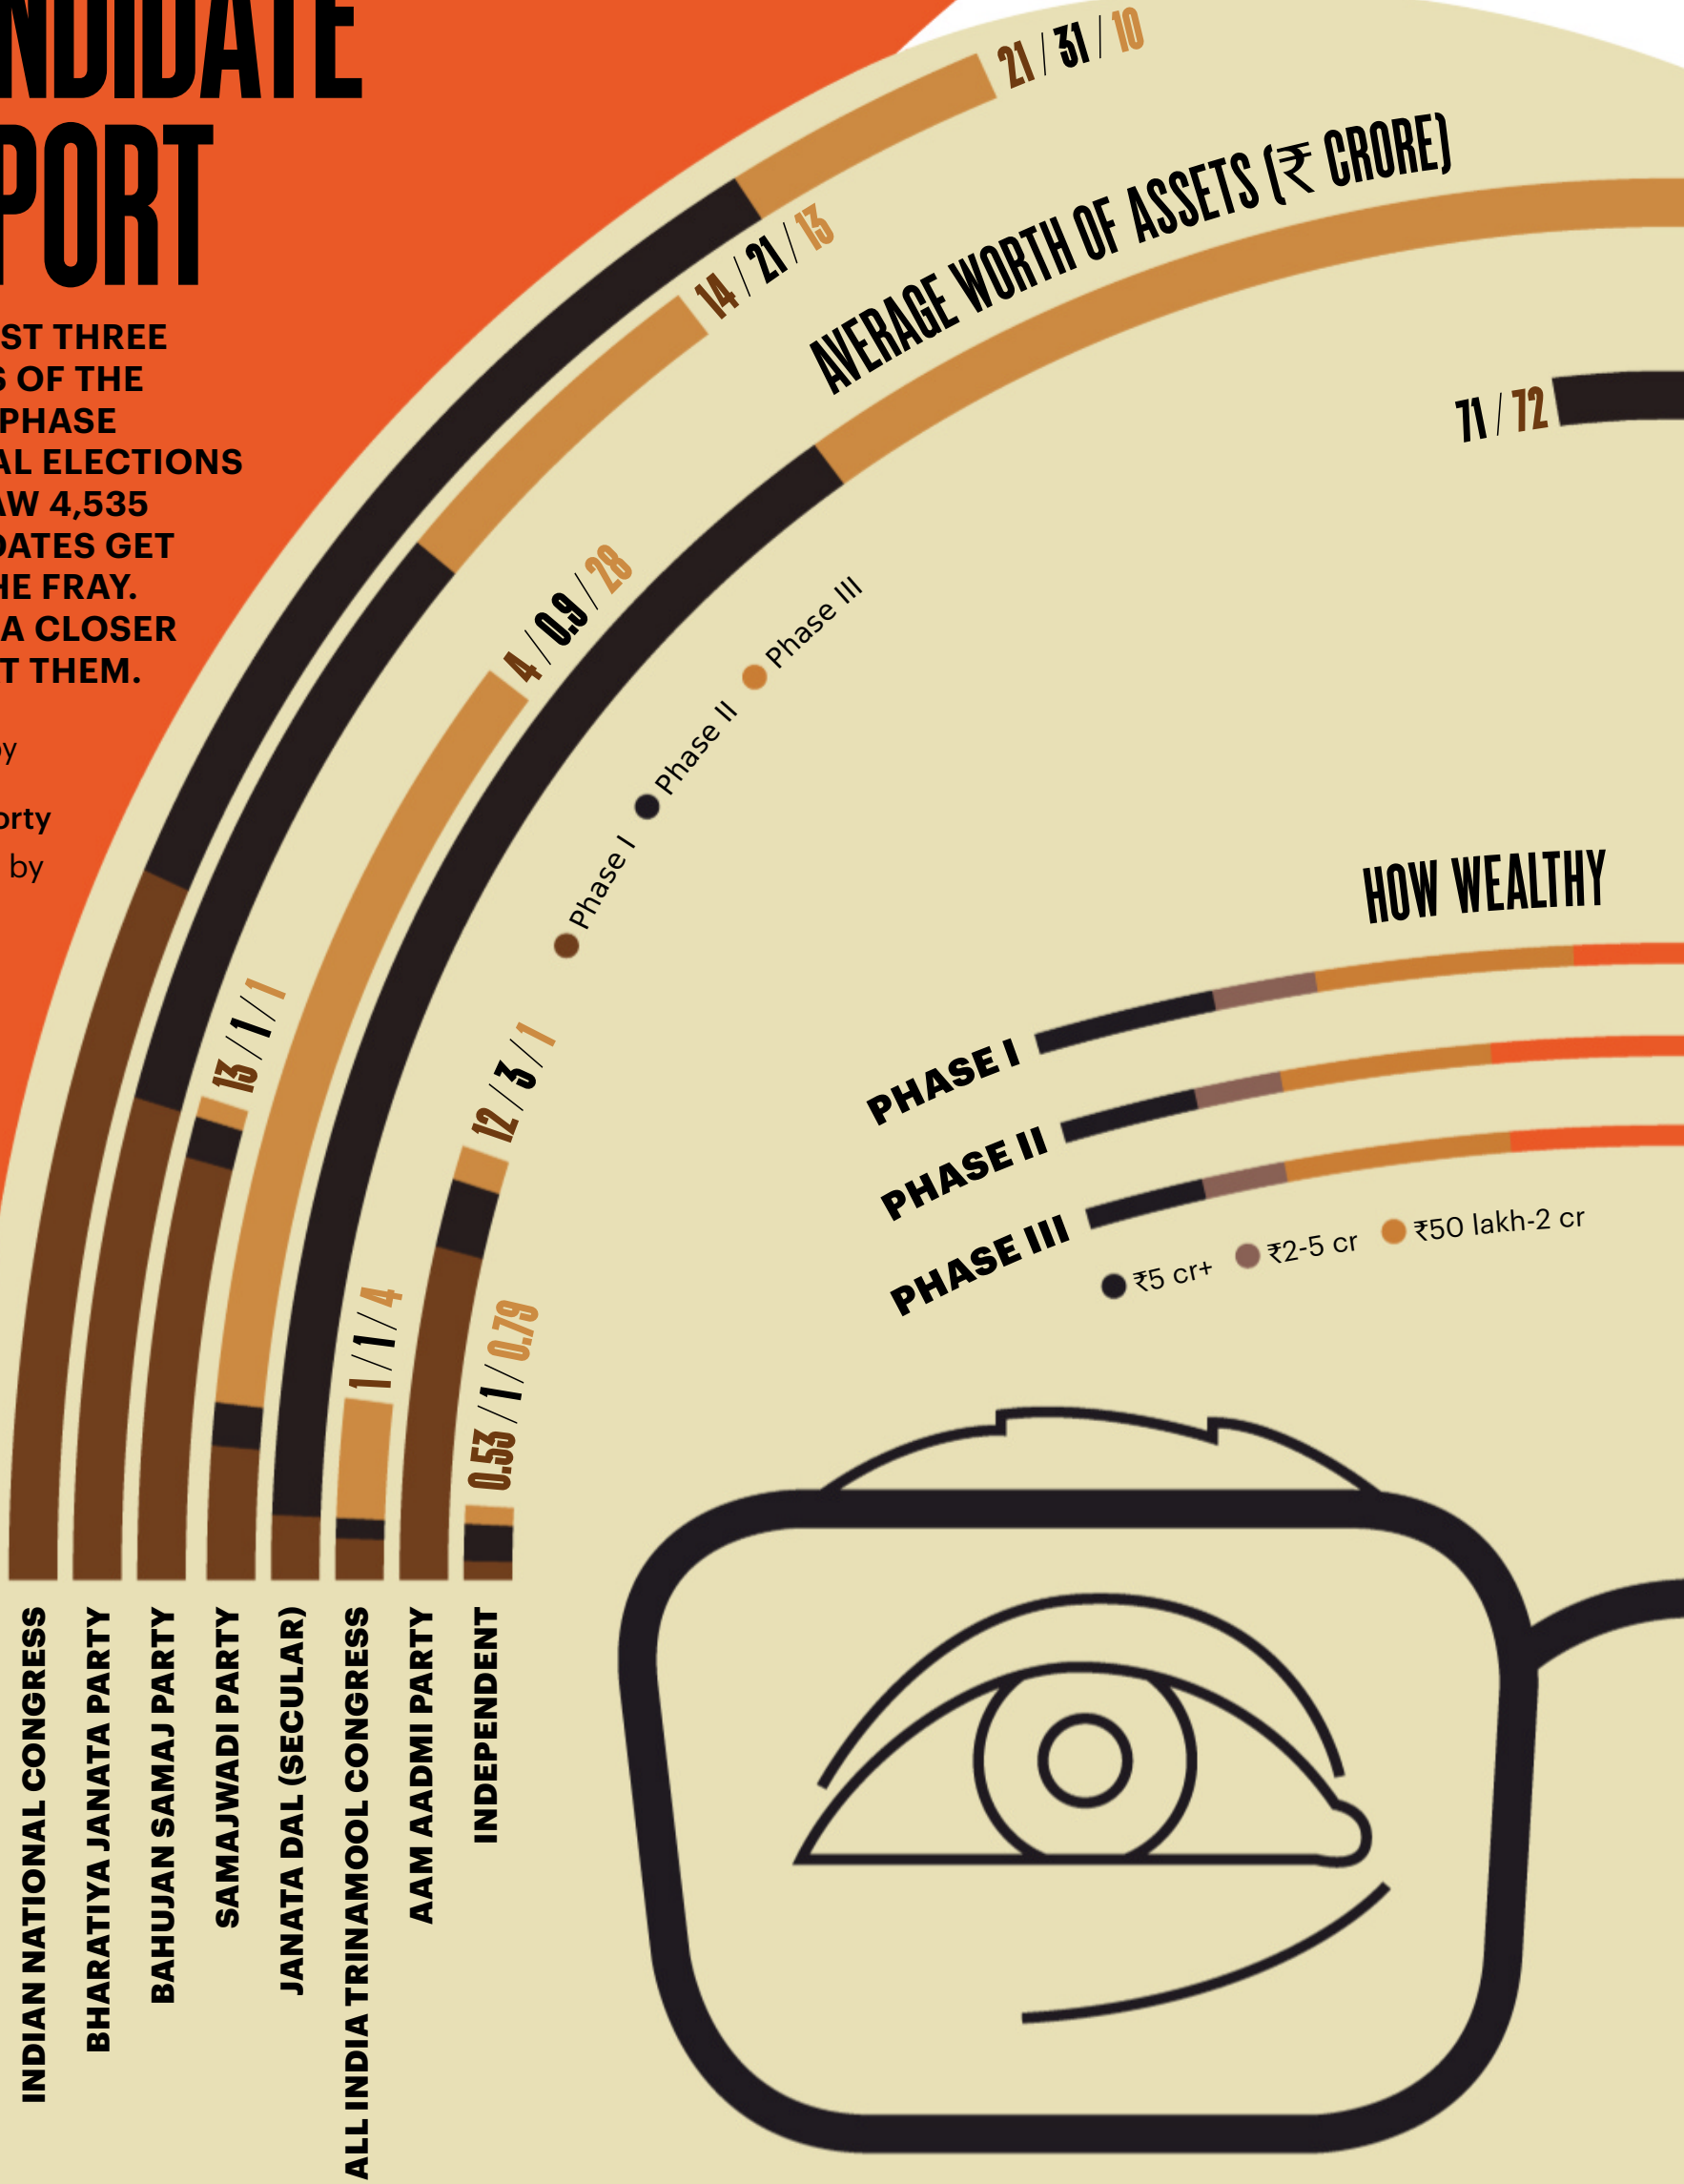 NDIDATE
PORT
ST THREE
S OF THE
PHASE
AL ELECTIONS
AW 4,535
DATES GET
HE FRAY.
A CLOSER
T THEM.
by
orty
by
21 / 31 / 10
14 / 21 / 13
AVERAGE WORTH OF ASSETS (₹ CRORE)
71 / 72
4 / 0.9 / 28
Phase I
Phase II
Phase III
13 / 1 / 1
12 / 3 / 1
1 / 1 / 4
0.53 / 1 / 0.79
HOW WEALTHY
PHASE I
PHASE II
PHASE III
₹5 cr+
₹2-5 cr
₹50 lakh-2 cr
INDIAN NATIONAL CONGRESS
BHARATIYA JANATA PARTY
BAHUJAN SAMAJ PARTY
SAMAJWADI PARTY
JANATA DAL (SECULAR)
ALL INDIA TRINAMOOL CONGRESS
AAM AADMI PARTY
INDEPENDENT